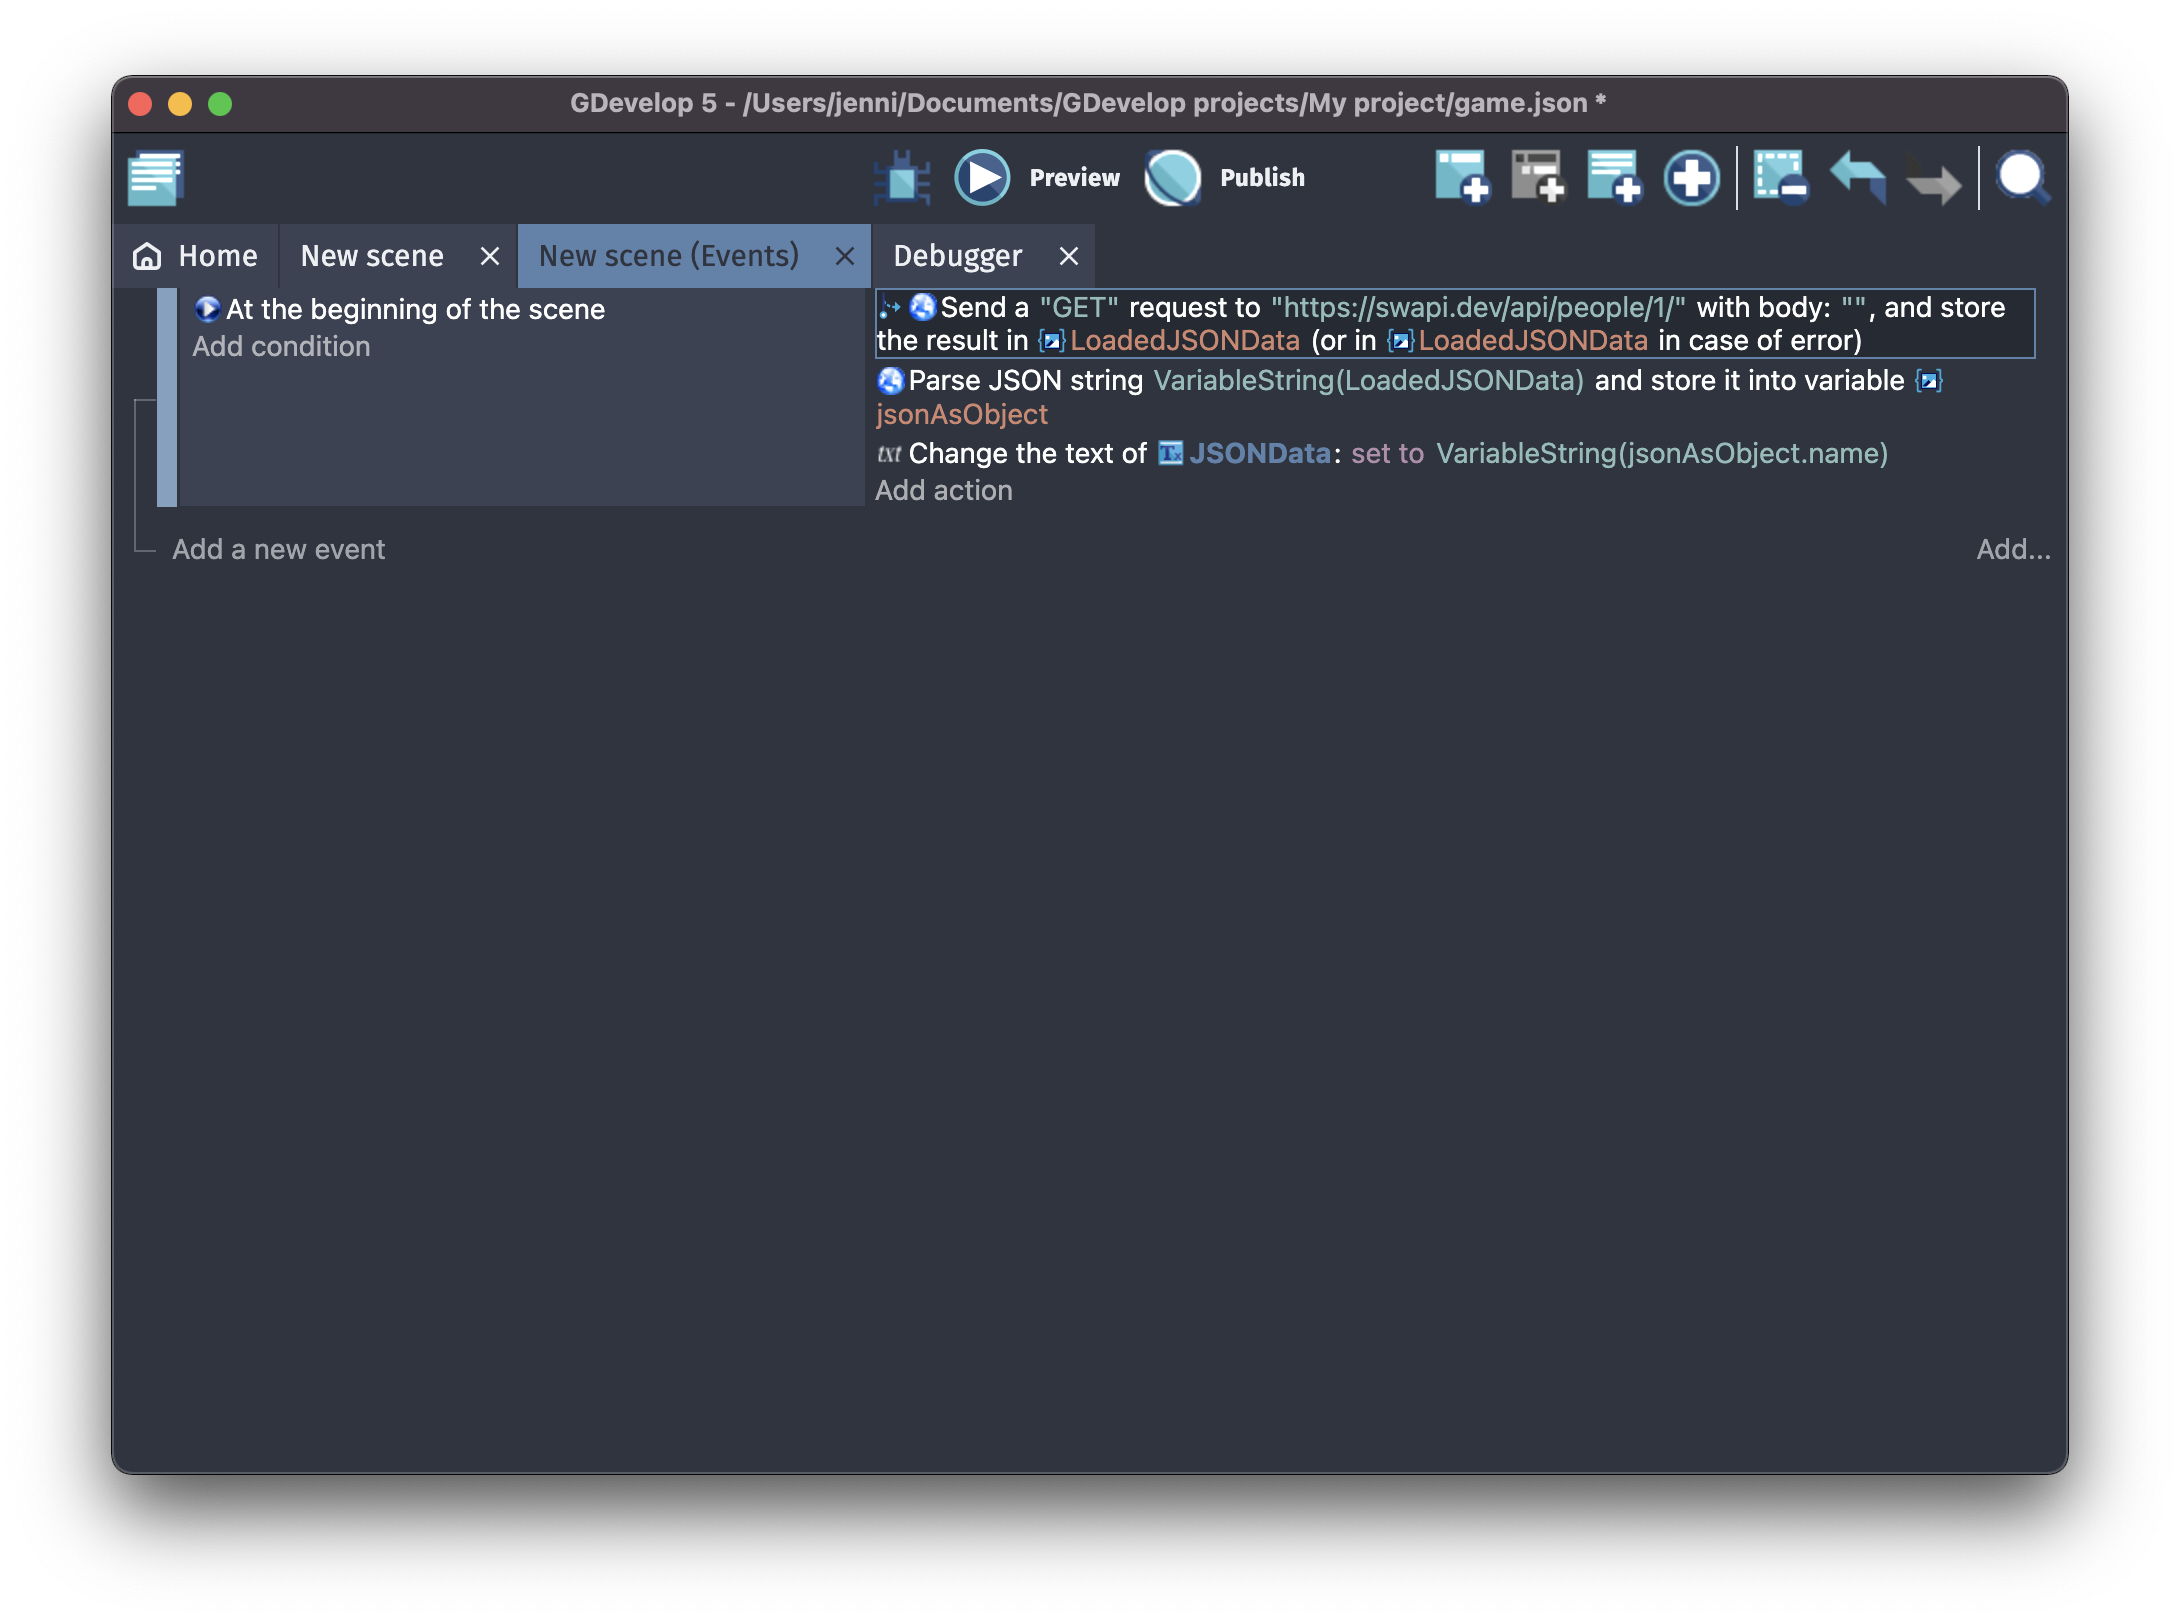 GDevelop 5 - /Users/jenni/Documents/GDevelop projects/My project/game.json *
Preview
Publish
Home
New scene
New scene (Events)
Debugger
At the beginning of the scene
Add condition
Send a "GET" request to "https://swapi.dev/api/people/1/" with body: "", and store
the result in LoadedJSONData (or in LoadedJSONData in case of error)
Parse JSON string VariableString(LoadedJSONData) and store it into variable
jsonAsObject
txt Change the text of Tx JSONData: set to VariableString(jsonAsObject.name)
Add action
Add a new event
Add...